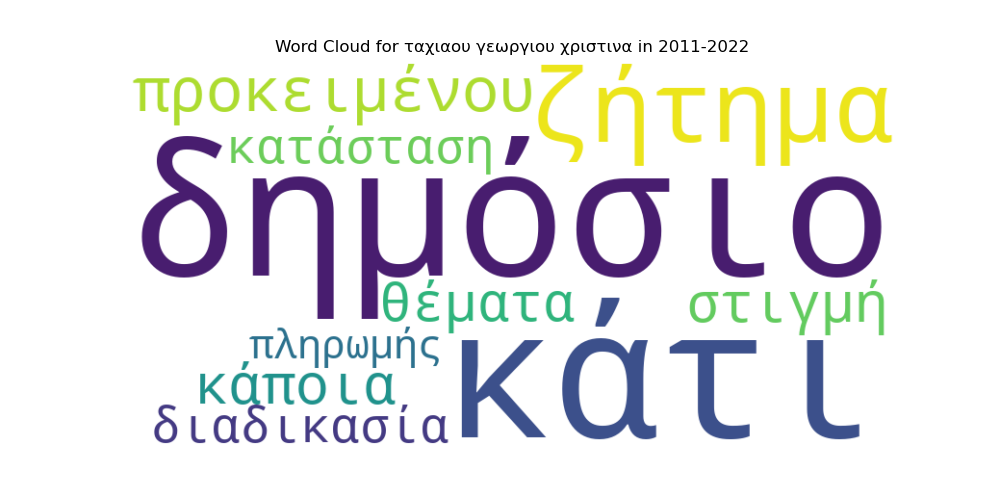 Word Cloud for ταχιαου γεωργιου χριστινα in 2011-2022
προκειμένου ζήτημα
κατάσταση
δημόσιο
θέματα στιγμή
πληρωμής κάτι
κάποια
διαδικασία